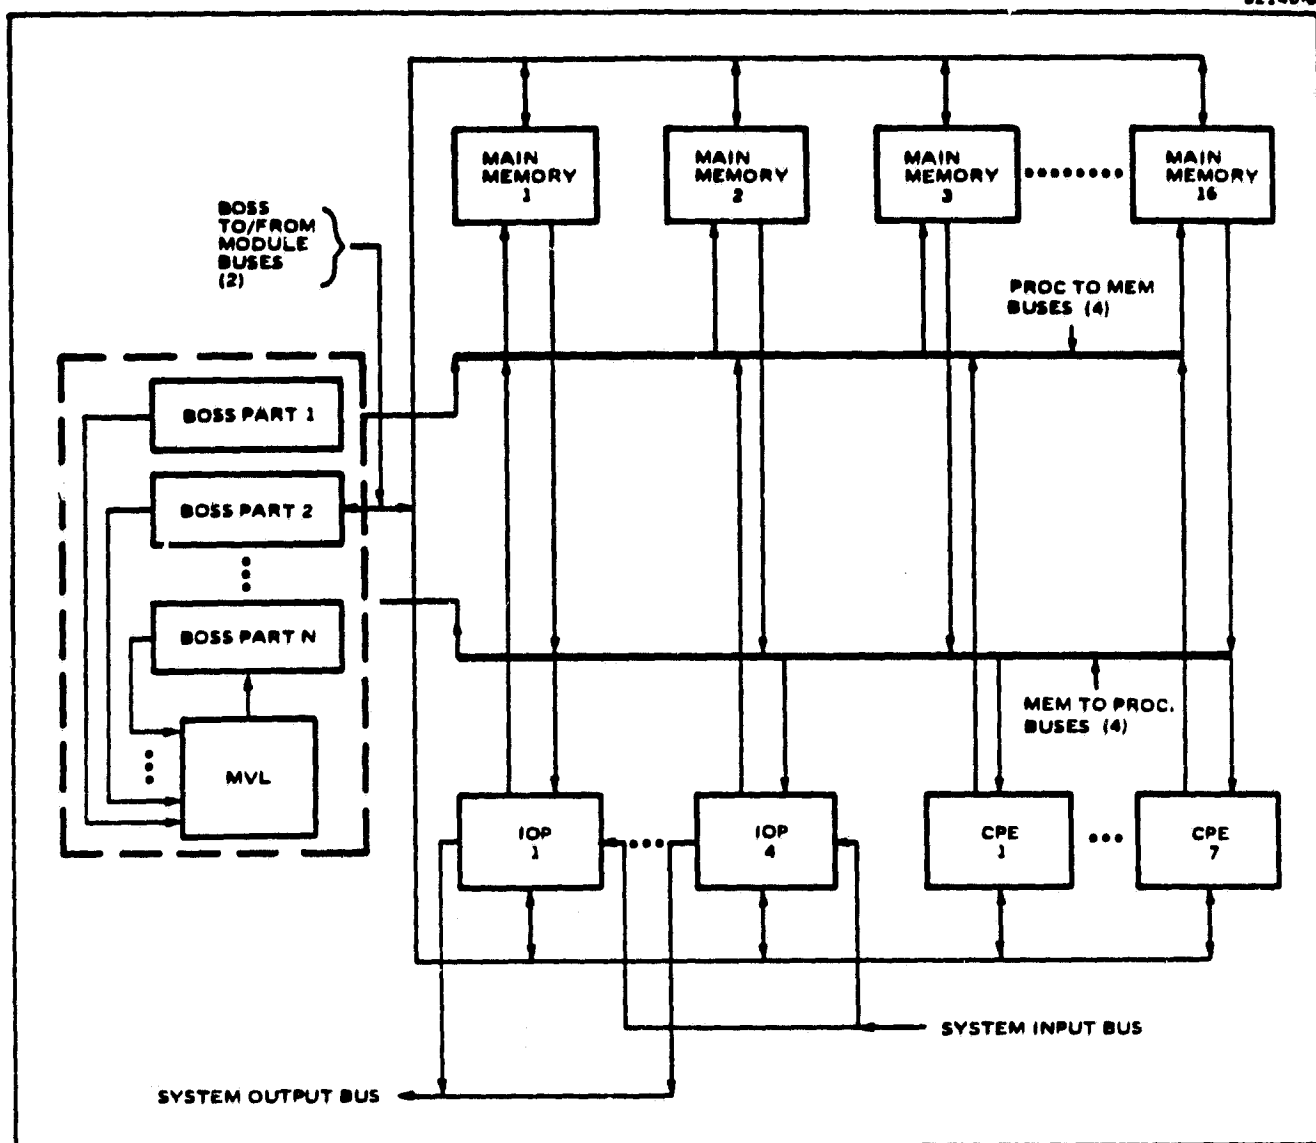 MAIN
MEMORY
1
MAIN
MEMORY
2
MAIN
MEMORY
3
MAIN
MEMORY
16
BOSS
TO/FROM
MODULE
BUSES
(2)
PROC TO MEM
BUSES (4)
BOSS PART 1
BOSS PART 2
BOSS PART N
MVL
MEM TO PROC.
BUSES (4)
IOP
1
IOP
4
CPE
1
CPE
7
SYSTEM INPUT BUS
SYSTEM OUTPUT BUS